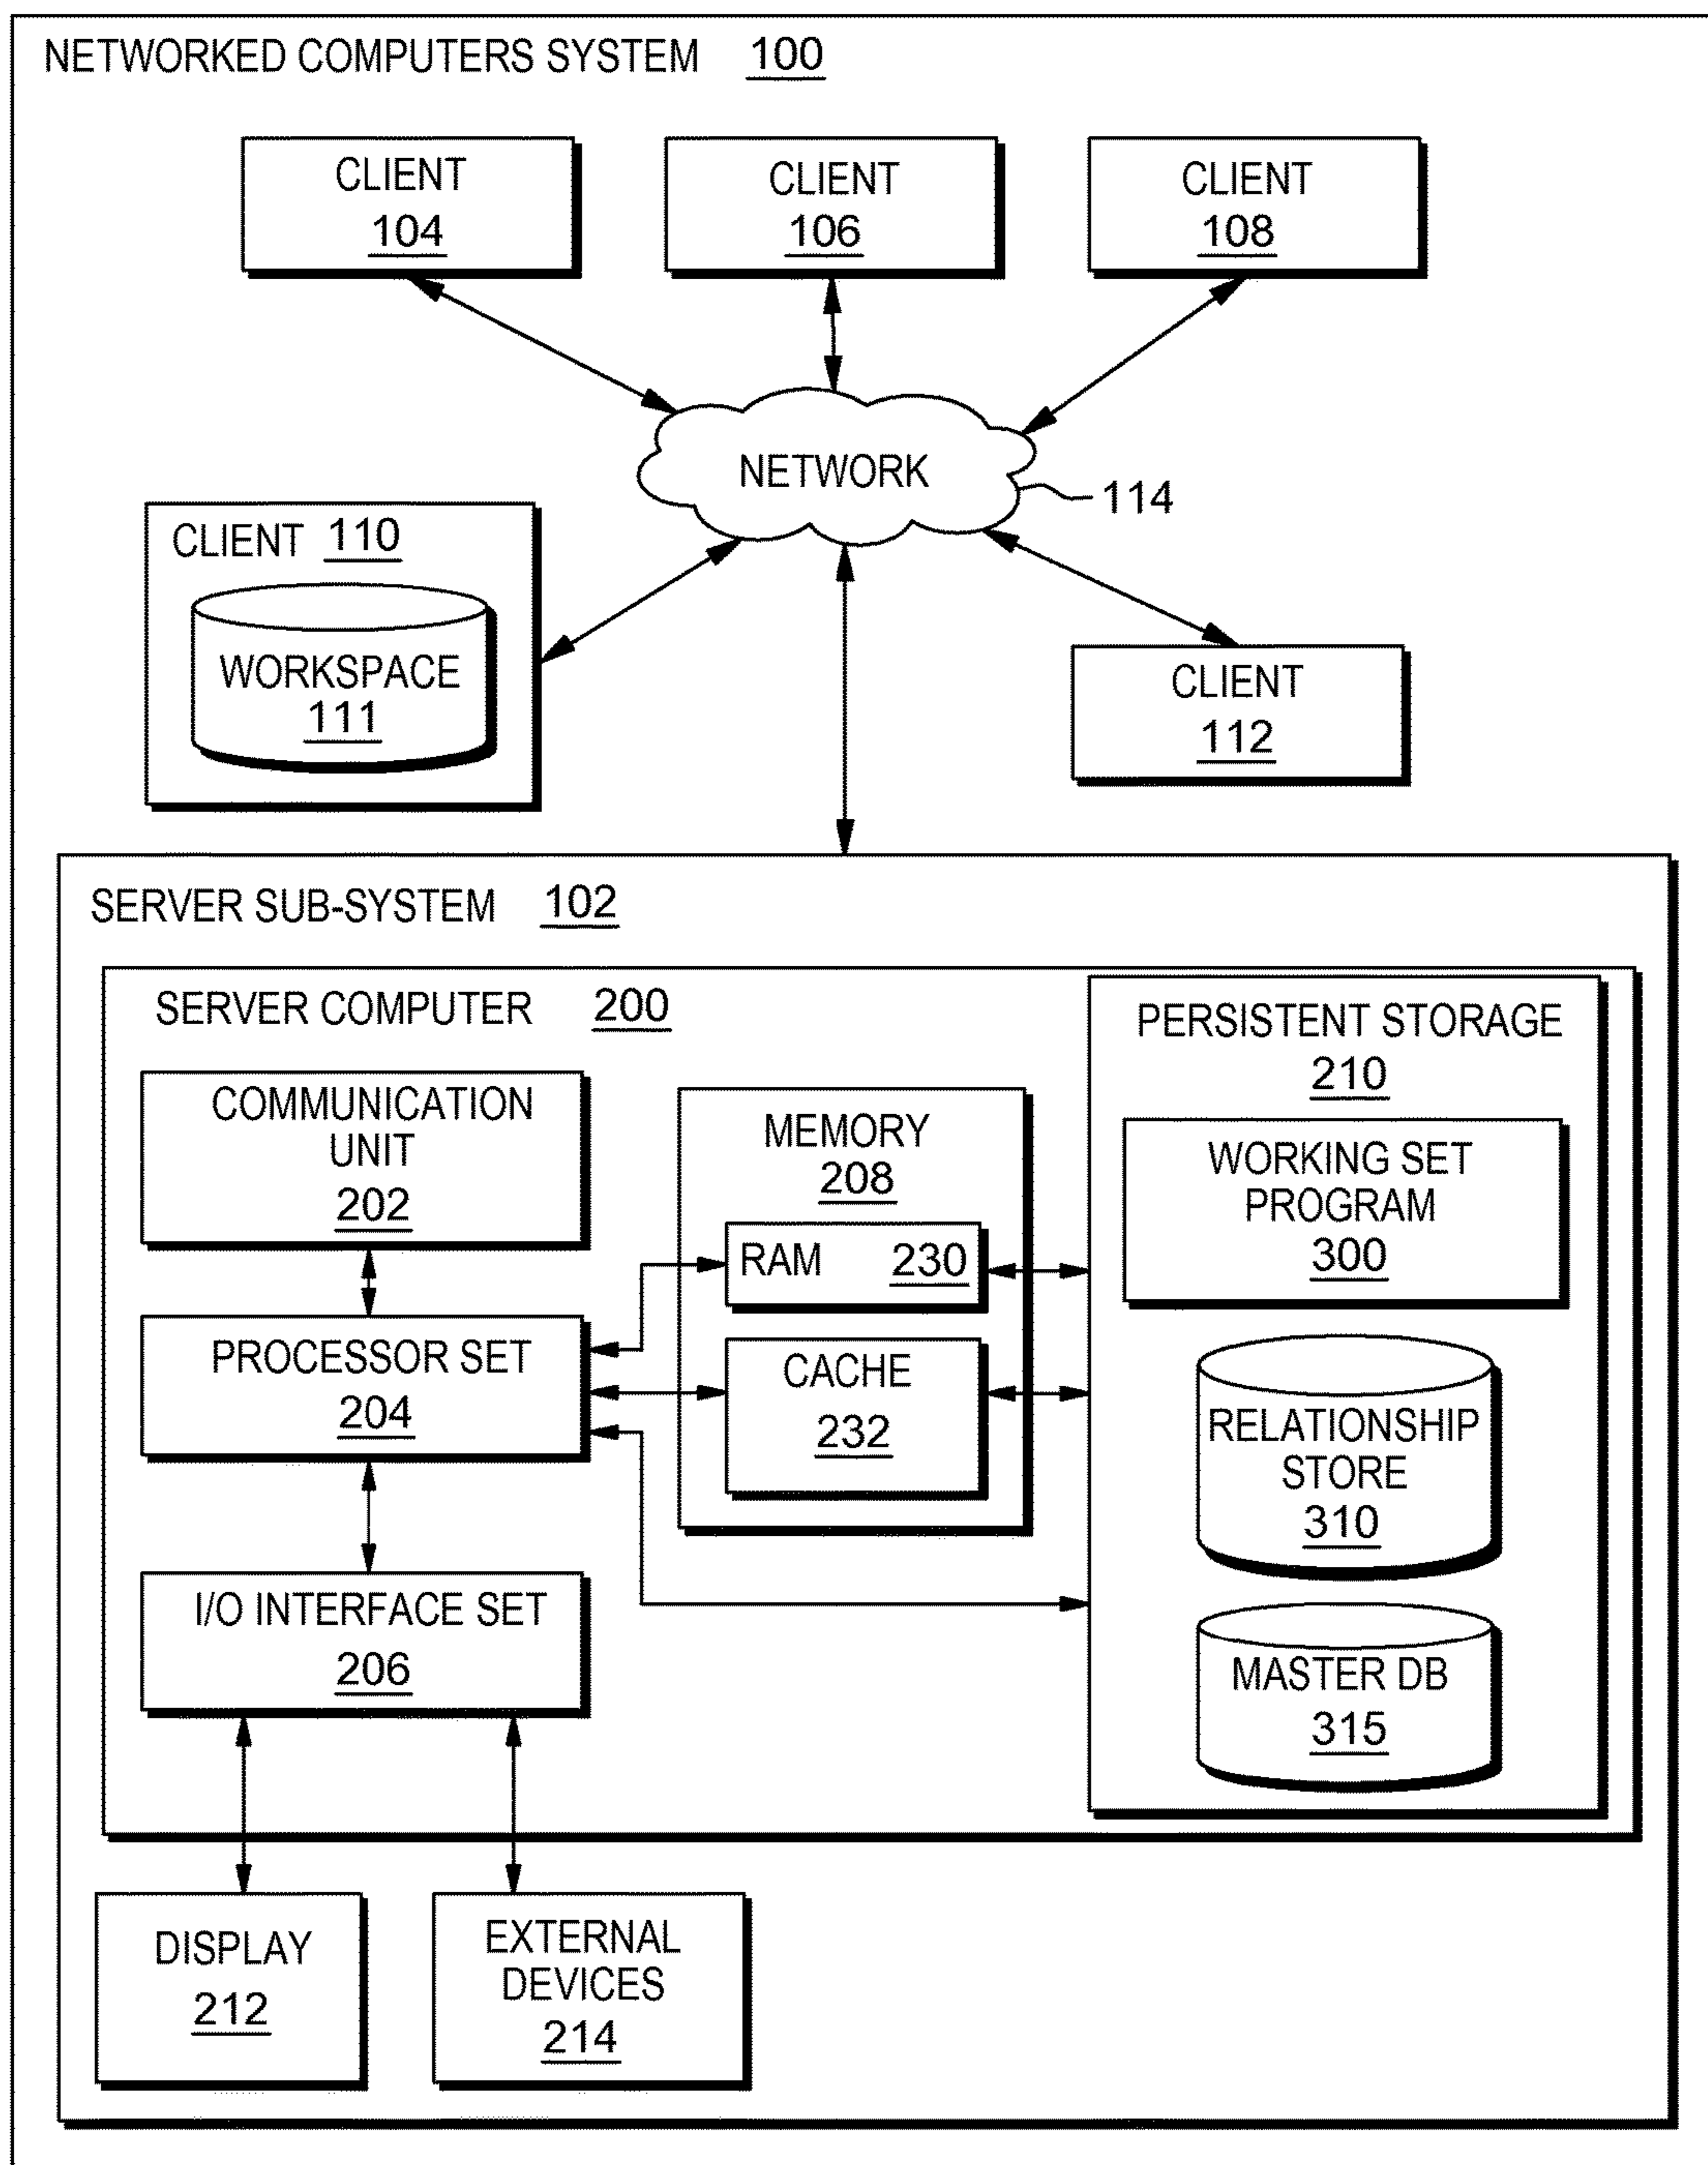 NETWORKED COMPUTERS SYSTEM 100
CLIENT
104
CLIENT
106
CLIENT
108
NETWORK
114
CLIENT 110
WORKSPACE
111
CLIENT
112
SERVER SUB-SYSTEM 102
SERVER COMPUTER 200
COMMUNICATION
UNIT
202
PROCESSOR SET
204
I/O INTERFACE SET
206
MEMORY
208
RAM 230
CACHE
232
PERSISTENT STORAGE
210
WORKING SET
PROGRAM
300
RELATIONSHIP
STORE
310
MASTER DB
315
DISPLAY
212
EXTERNAL
DEVICES
214